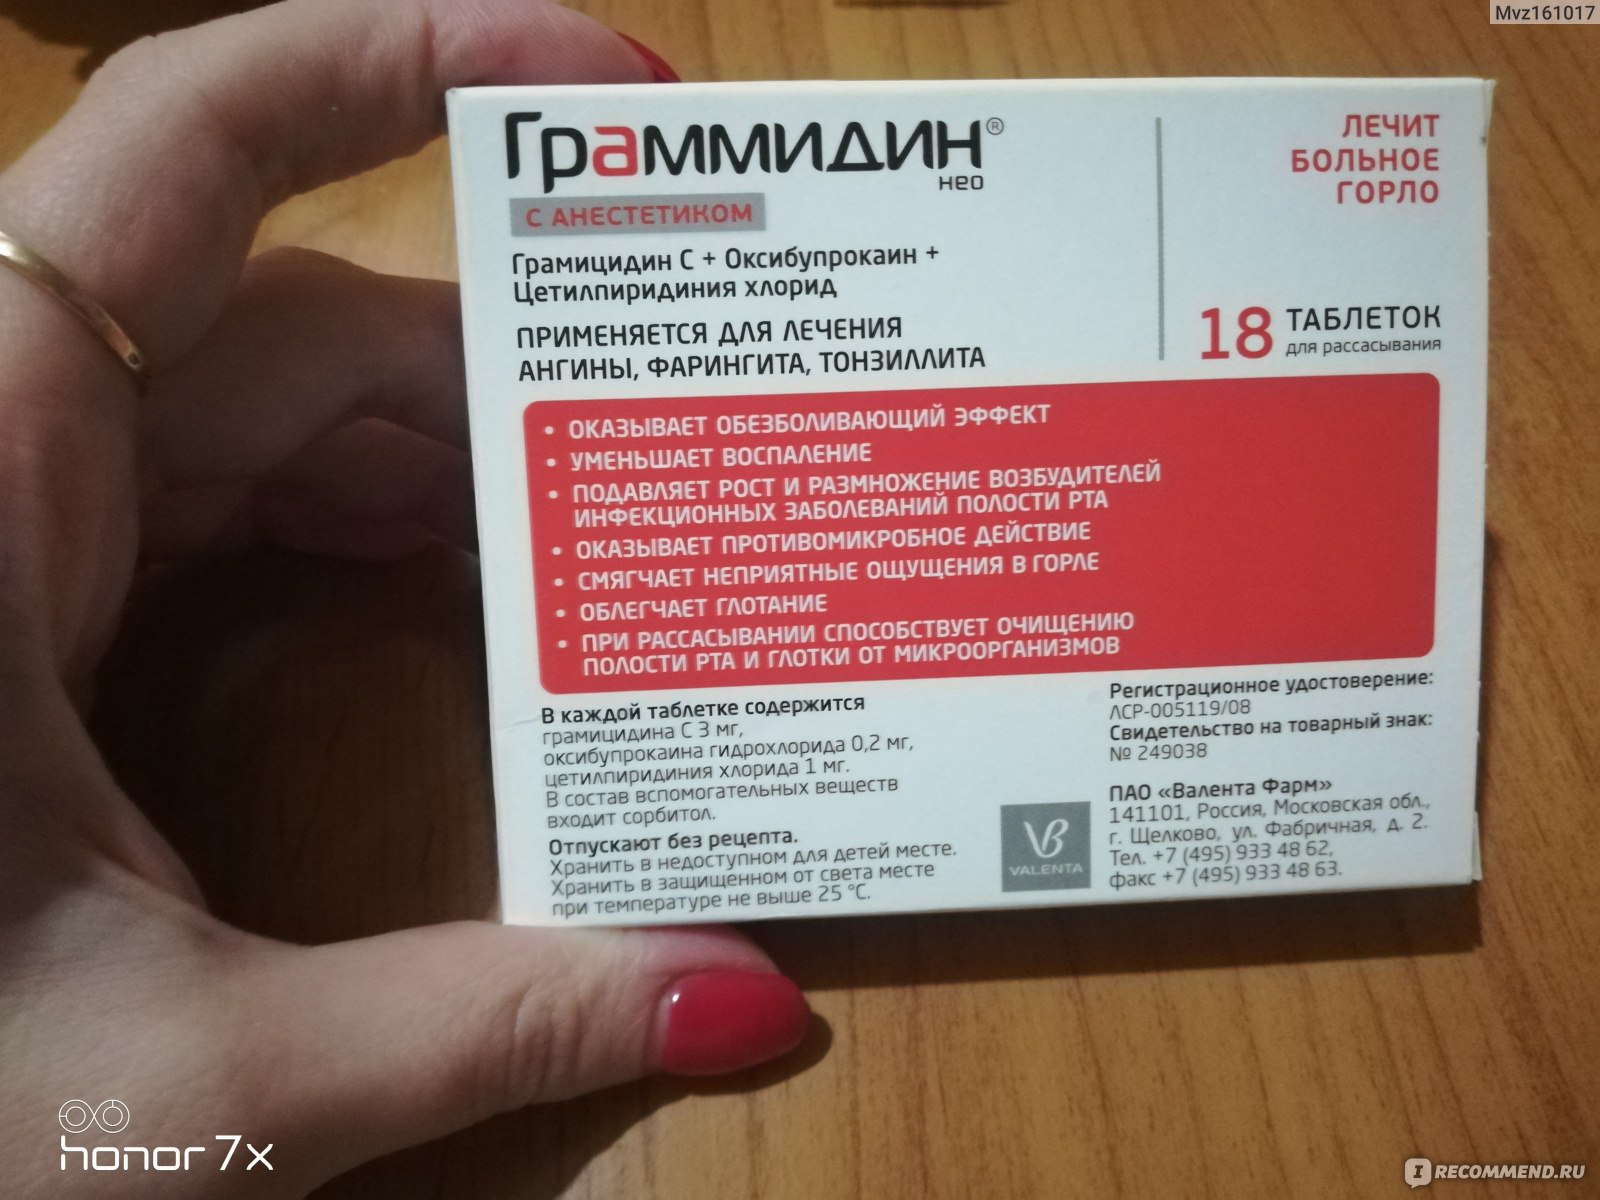 Mvz161017
Граммидин®
нео
С АНЕСТЕТИКОМ
Грамицидин С + Оксибупрокаин +
Цетилпиридиния хлорид
ПРИМЕНЯЕТСЯ ДЛЯ ЛЕЧЕНИЯ
АНГИНЫ, ФАРИНГИТА, ТОНЗИЛЛИТА
ЛЕЧИТ
БОЛЬНОЕ
ГОРЛО
18 ТАБЛЕТОК
для рассасывания
• ОКАЗЫВАЕТ ОБЕЗБОЛИВАЮЩИЙ ЭФФЕКТ
• УМЕНЬШАЕТ ВОСПАЛЕНИЕ
• ПОДАВЛЯЕТ РОСТ И РАЗМНОЖЕНИЕ ВОЗБУДИТЕЛЕЙ
ИНФЕКЦИОННЫХ ЗАБОЛЕВАНИЙ ПОЛОСТИ РТА
• ОКАЗЫВАЕТ ПРОТИВОМИКРОБНОЕ ДЕЙСТВИЕ
• СМЯГЧАЕТ НЕПРИЯТНЫЕ ОЩУЩЕНИЯ В ГОРЛЕ
• ОБЛЕГЧАЕТ ГЛОТАНИЕ
• ПРИ РАССАСЫВАНИИ СПОСОБСТВУЕТ ОЧИЩЕНИЮ
ПОЛОСТИ РТА И ГЛОТКИ ОТ МИКРООРГАНИЗМОВ
В каждой таблетке содержится
грамицидина С 3 мг,
оксибупрокаина гидрохлорида 0,2 мг,
цетилпиридиния хлорида 1 мг.
В состав вспомогательных веществ
входит сорбитол.
Отпускают без рецепта.
Хранить в недоступном для детей месте.
Хранить в защищенном от света месте
при температуре не выше 25 °С.
VALENTA
Регистрационное удостоверение:
ЛСР-005119/08
Свидетельство на товарный знак:
№ 249038
ПАО «Валента Фарм»
141101, Россия, Московская обл.,
г. Щелково, ул. Фабричная, д. 2.
Тел. +7 (495) 933 48 62,
факс +7 (495) 933 48 63.
honor 7x
IRECOMMEND.RU